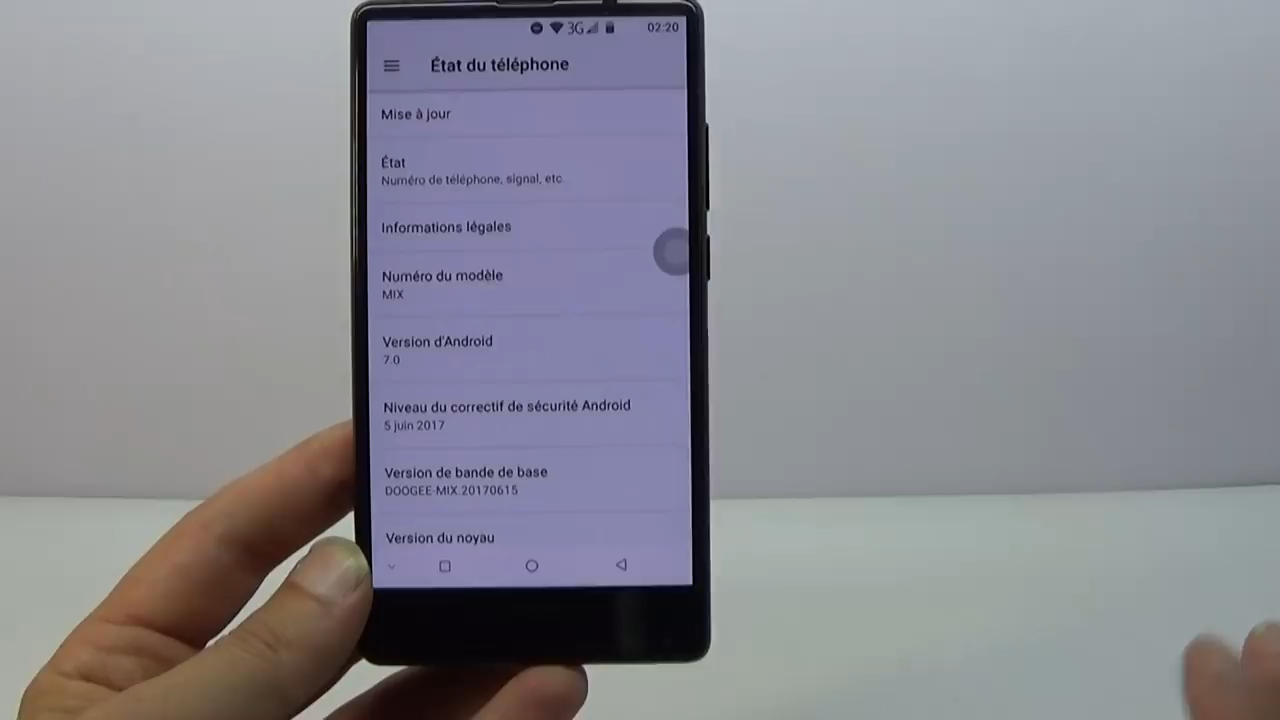 3G 02:20
État du téléphone
Mise à jour
État
Numéro de téléphone, signal, etc.
Informations légales
Numéro du modèle
MIX
Version d'Android
7.0
Niveau du correctif de sécurité Android
5 juin 2017
Version de bande de base
DOOGEE-MIX.20170615
Version du noyau